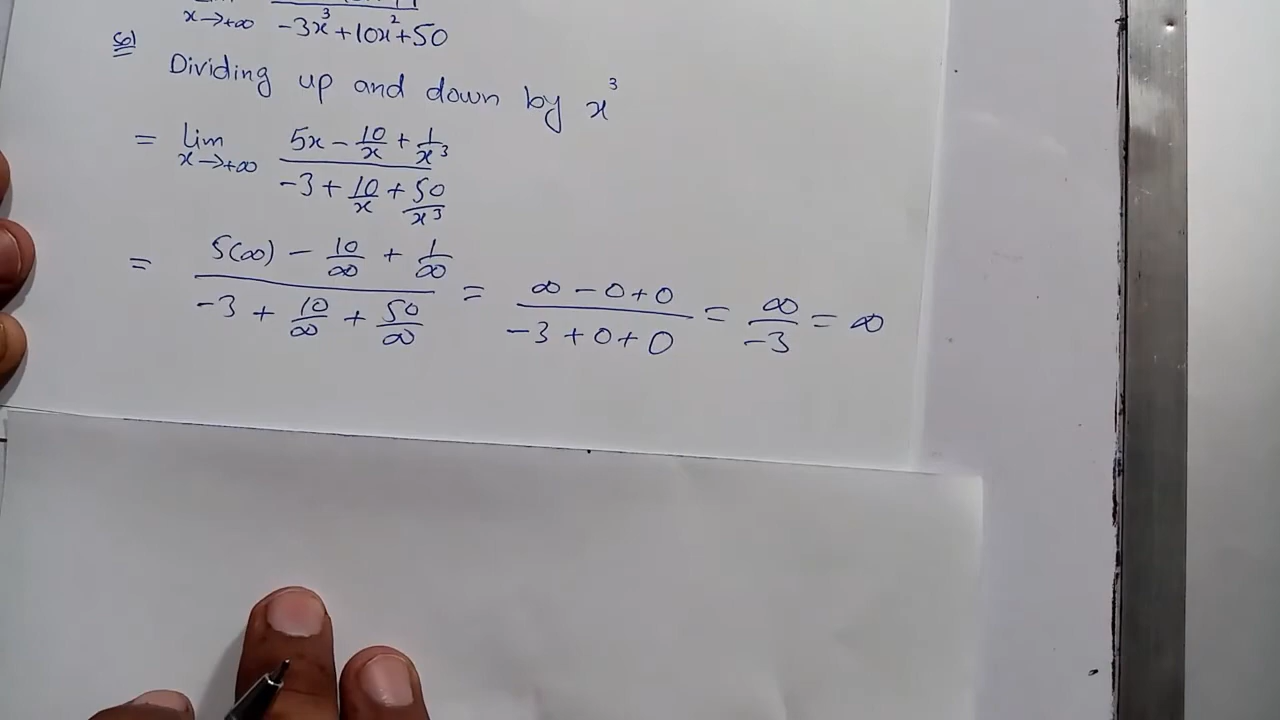 x→+∞ -3x³+10x²+50
Sol
Dividing up and down by x³
= lim x→+∞ (5x - 10/x + 1/x³)/(-3 + 10/x + 50/x³)
= (5(∞) - 10/∞ + 1/∞)/(-3 + 10/∞ + 50/∞) = (∞ - 0 + 0)/(-3 + 0 + 0) = ∞/-3 = ∞